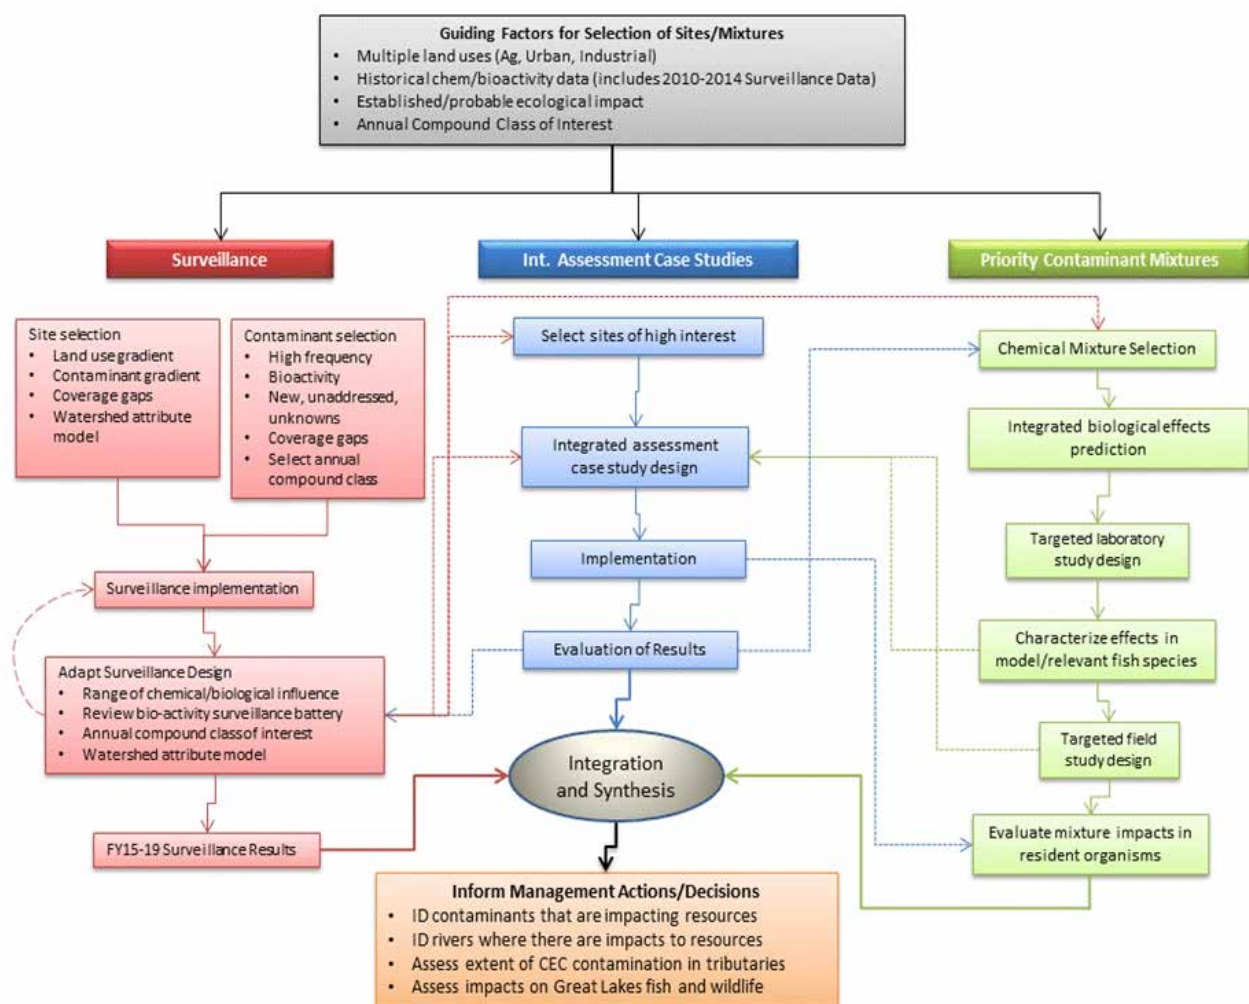 Guiding Factors for Selection of Sites/Mixtures
• Multiple land uses (Ag, Urban, Industrial)
• Historical chem/bioactivity data (includes 2010-2014 Surveillance Data)
• Established/probable ecological impact
• Annual Compound Class of Interest
Surveillance
Int. Assessment Case Studies
Priority Contaminant Mixtures
Site selection
• Land use gradient
• Contaminant gradient
• Coverage gaps
• Watershed attribute
model
Contaminant selection
• High frequency
• Bioactivity
• New, unaddressed,
unknowns
• Coverage gaps
• Select annual
compound class
Surveillance implementation
Adapt Surveillance Design
• Range of chemical/biological influence
• Review bio-activity surveillance battery
• Annual compound class of interest
• Watershed attribute model
FY15-19 Surveillance Results
Select sites of high interest
Integrated assessment
case study design
Implementation
Evaluation of Results
Integration
and Synthesis
Chemical Mixture Selection
Integrated biological effects
prediction
Targeted laboratory
study design
Characterize effects in
model/relevant fish species
Targeted field
study design
Evaluate mixture impacts in
resident organisms
Inform Management Actions/Decisions
• ID contaminants that are impacting resources
• ID rivers where there are impacts to resources
• Assess extent of CEC contamination in tributaries
• Assess impacts on Great Lakes fish and wildlife